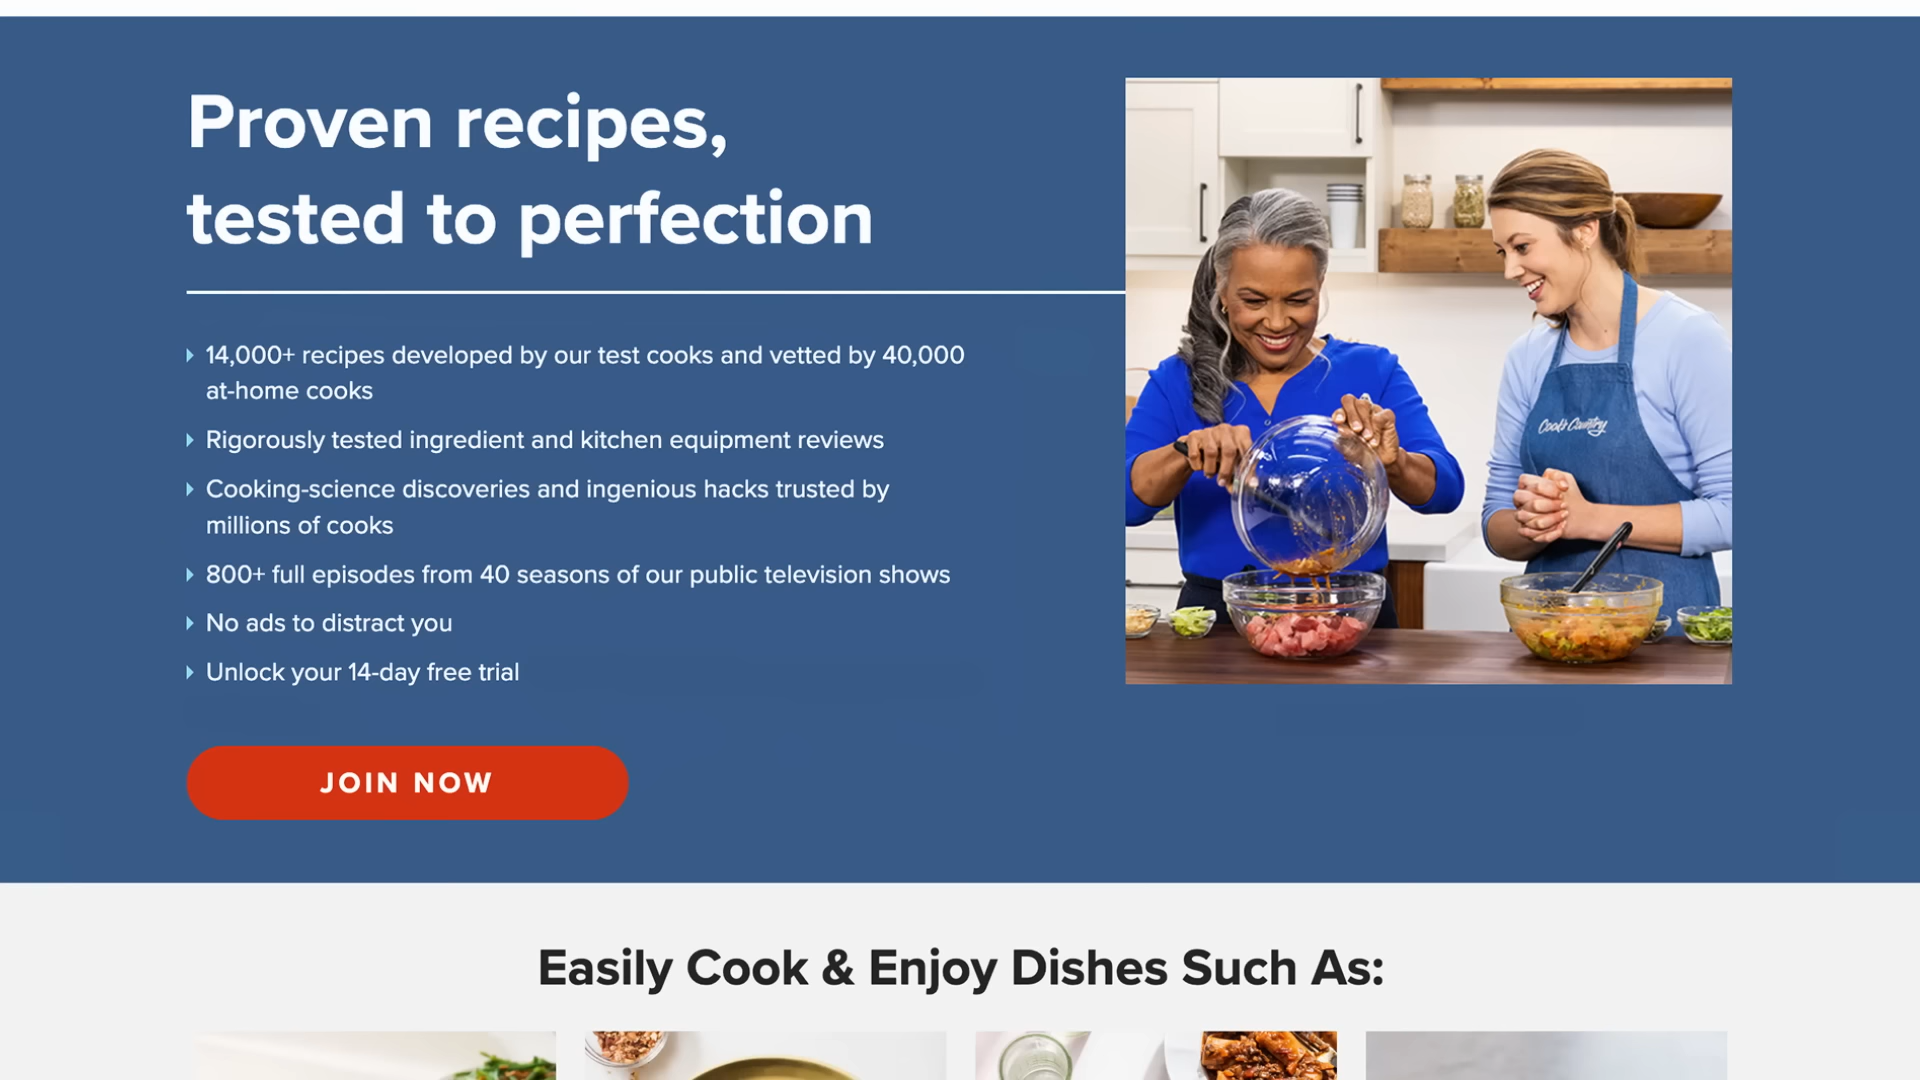 Proven recipes,
tested to perfection
14,000+ recipes developed by our test cooks and vetted by 40,000
at-home cooks
Rigorously tested ingredient and kitchen equipment reviews
Cooking-science discoveries and ingenious hacks trusted by
millions of cooks
800+ full episodes from 40 seasons of our public television shows
No ads to distract you
Unlock your 14-day free trial
Cook's Country
JOIN NOW
Easily Cook & Enjoy Dishes Such As: